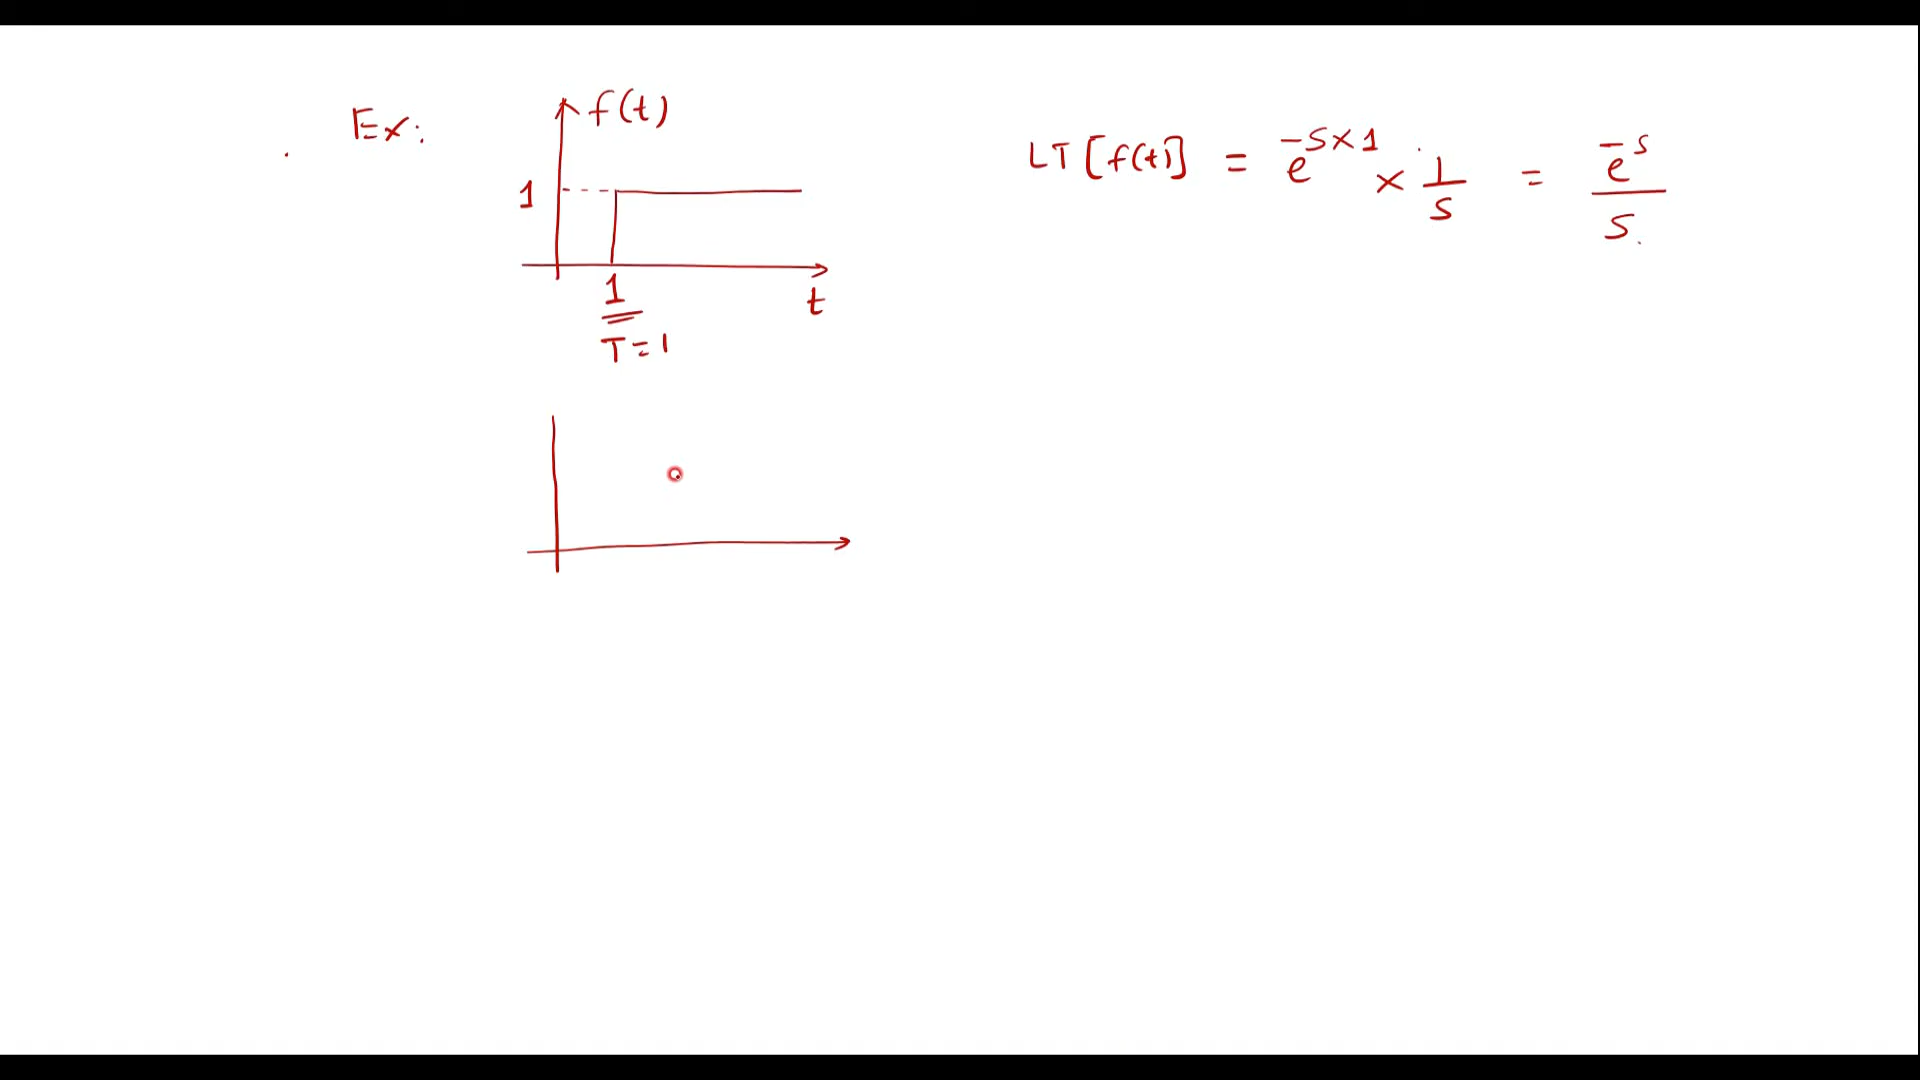 Ex:
f(t)
1
1
T=1
t
LT[f(t)] = e^{-s×1} × 1/s = e^{-s}/s.